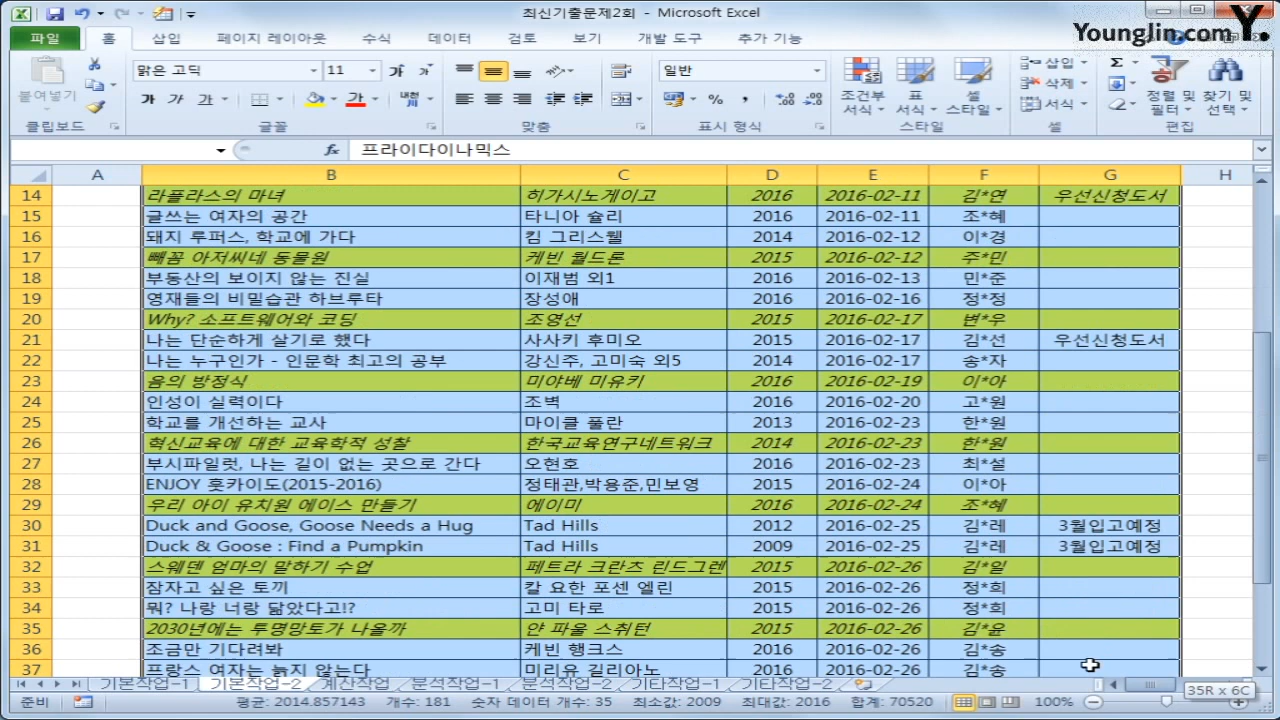 최신기출문제2회 - Microsoft Excel
Younglin.com Y.
파일 홈 삽입 페이지 레이아웃 수식 데이터 검토 보기 개발 도구 추가 기능
붙여넣기 맑은 고딕 11 가 가 일반 조건부 서식 표 서식 셀 스타일 삽입 삭제 서식 정렬 및 필터 찾기 및 선택
가 가 가 가 내천 % ,
클립보드 글꼴 맞춤 표시 형식 스타일 셀 편집
fx 프라이다이나믹스
A B C D E F G H
14 라플라스의 마녀 히가시노게이고 2016 2016-02-11 김*연 우선신청도서
15 글쓰는 여자의 공간 타니아 슐리 2016 2016-02-11 조*혜
16 돼지 루퍼스, 학교에 가다 킴 그리스웰 2014 2016-02-12 이*경
17 빼꼼 아저씨네 동물원 케빈 월드론 2015 2016-02-12 주*민
18 부동산의 보이지 않는 진실 이재범 외1 2016 2016-02-13 민*준
19 영재들의 비밀습관 하브루타 장성애 2016 2016-02-16 정*정
20 Why? 소프트웨어와 코딩 조영선 2015 2016-02-17 변*우
21 나는 단순하게 살기로 했다 사사키 후미오 2015 2016-02-17 김*선 우선신청도서
22 나는 누구인가 - 인문학 최고의 공부 강신주, 고미숙 외5 2014 2016-02-17 송*자
23 음의 방정식 미야베 미유키 2016 2016-02-19 이*아
24 인성이 실력이다 조벽 2016 2016-02-20 고*원
25 학교를 개선하는 교사 마이클 풀란 2013 2016-02-23 한*원
26 혁신교육에 대한 교육학적 성찰 한국교육연구네트워크 2014 2016-02-23 한*원
27 부시파일럿, 나는 길이 없는 곳으로 간다 오현호 2016 2016-02-23 최*설
28 ENJOY 홋카이도(2015-2016) 정태관,박용준,민보영 2015 2016-02-24 이*아
29 우리 아이 유치원 에이스 만들기 에이미 2016 2016-02-24 조*혜
30 Duck and Goose, Goose Needs a Hug Tad Hills 2012 2016-02-25 김*레 3월입고예정
31 Duck & Goose : Find a Pumpkin Tad Hills 2009 2016-02-25 김*레 3월입고예정
32 스웨덴 엄마의 말하기 수업 페트라 크란츠 린드그렌 2015 2016-02-26 김*일
33 잠자고 싶은 토끼 칼 요한 포센 엘린 2015 2016-02-26 정*희
34 뭐? 나랑 너랑 닮았다고!? 고미 타로 2015 2016-02-26 정*희
35 2030년에는 투명망토가 나올까 얀 파울 스취턴 2015 2016-02-26 김*윤
36 조금만 기다려봐 케빈 행크스 2016 2016-02-26 김*송
37 프랑스 여자는 늙지 않는다 미리유 길리아노 2016 2016-02-26 김*송
기본작업-1 기본작업-2 계산작업 분석작업-1 분석작업-2 기타작업-1 기타작업-2
35R x 6C
준비 평균: 2014.857143 개수: 181 숫자 데이터 개수: 35 최소값: 2009 최대값: 2016 합계: 70520 100%